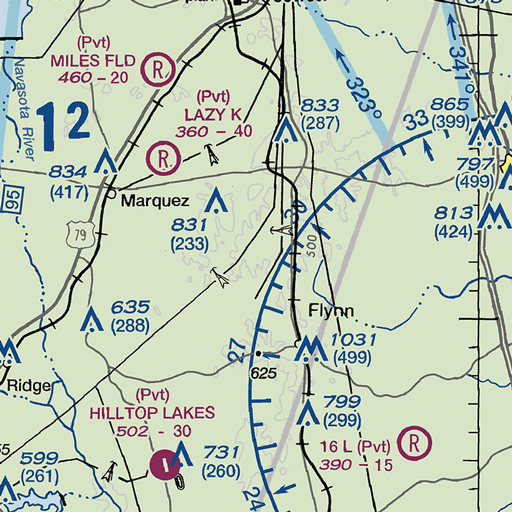 (Pvt)
MILES FLD
460 - 20
R
Navasota River
12
(Pvt)
LAZY K
360 - 40
R
833
(287)
323°
341°
33
865
(399)
797
(499)
813
(424)
834
(417)
95
Marquez
831
(233)
30
500
79
635
(288)
Flynn
1031
(499)
27
625
Ridge
(Pvt)
HILLTOP LAKES
502 - 30
799
(299)
731
(260)
16 L (Pvt)
390 - 15
R
599
(261)
24